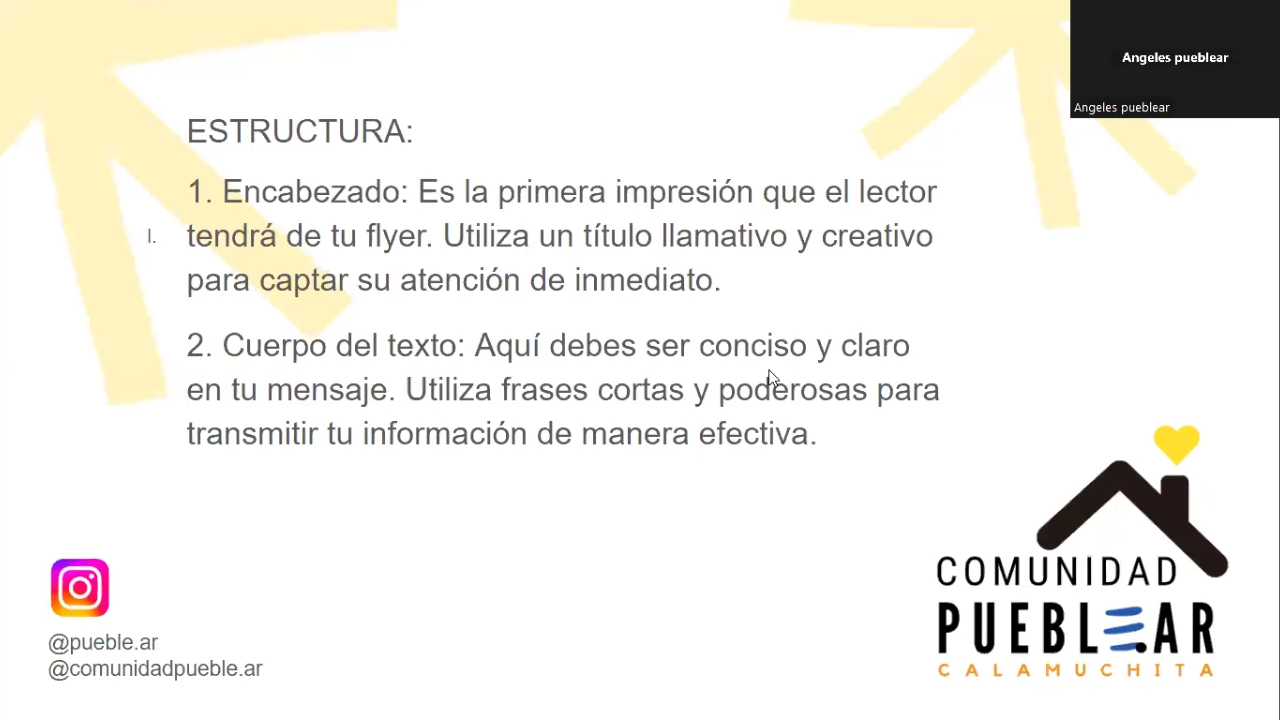 Angeles pueblear
Angeles pueblear
ESTRUCTURA:
1. Encabezado: Es la primera impresión que el lector
I. tendrá de tu flyer. Utiliza un título llamativo y creativo
para captar su atención de inmediato.
2. Cuerpo del texto: Aquí debes ser conciso y claro
en tu mensaje. Utiliza frases cortas y poderosas para
transmitir tu información de manera efectiva.
@pueble.ar
@comunidadpueble.ar
COMUNIDAD
PUEBLE.AR
CALAMUCHITA